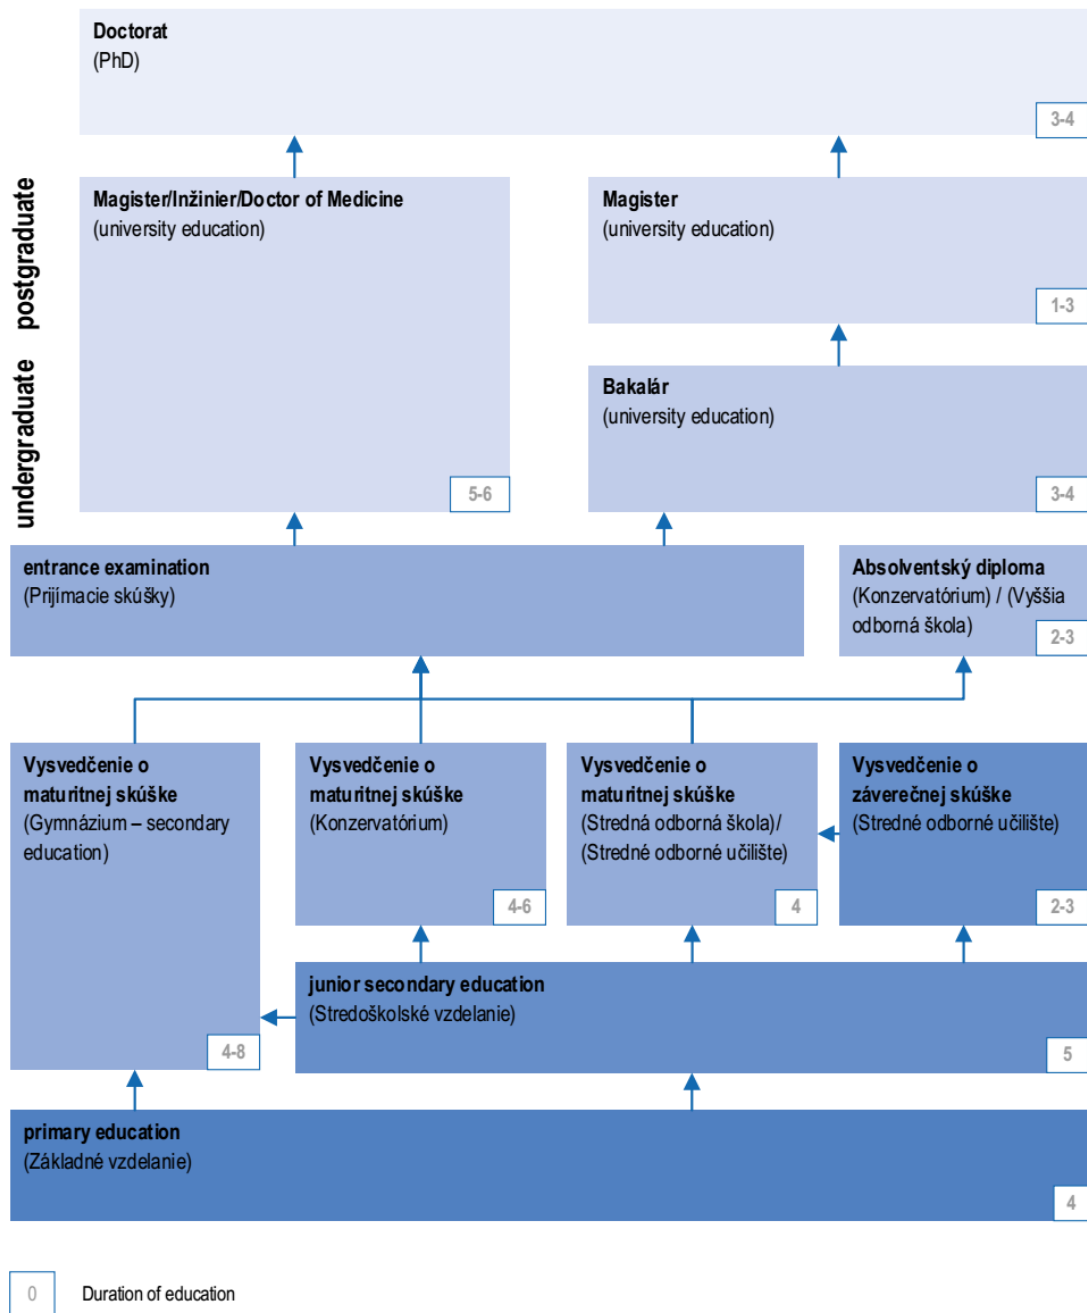 Doctorat
(PhD)
3-4
postgraduate
undergraduate
Magister/Inžinier/Doctor of Medicine
(university education)
5-6
Magister
(university education)
1-3
Bakalár
(university education)
3-4
entrance examination
(Prijímacie skúšky)
Absolventský diploma
(Konzervatórium) / (Vyššia
odborná škola)
2-3
Vysvedčenie o
maturitnej skúške
(Gymnázium – secondary
education)
4-8
Vysvedčenie o
maturitnej skúške
(Konzervatórium)
4-6
Vysvedčenie o
maturitnej skúške
(Stredná odborná škola)/
(Stredné odborné učilište)
4
Vysvedčenie o
záverečnej skúške
(Stredné odborné učilište)
2-3
junior secondary education
(Stredoškolské vzdelanie)
5
primary education
(Základné vzdelanie)
4
0
Duration of education